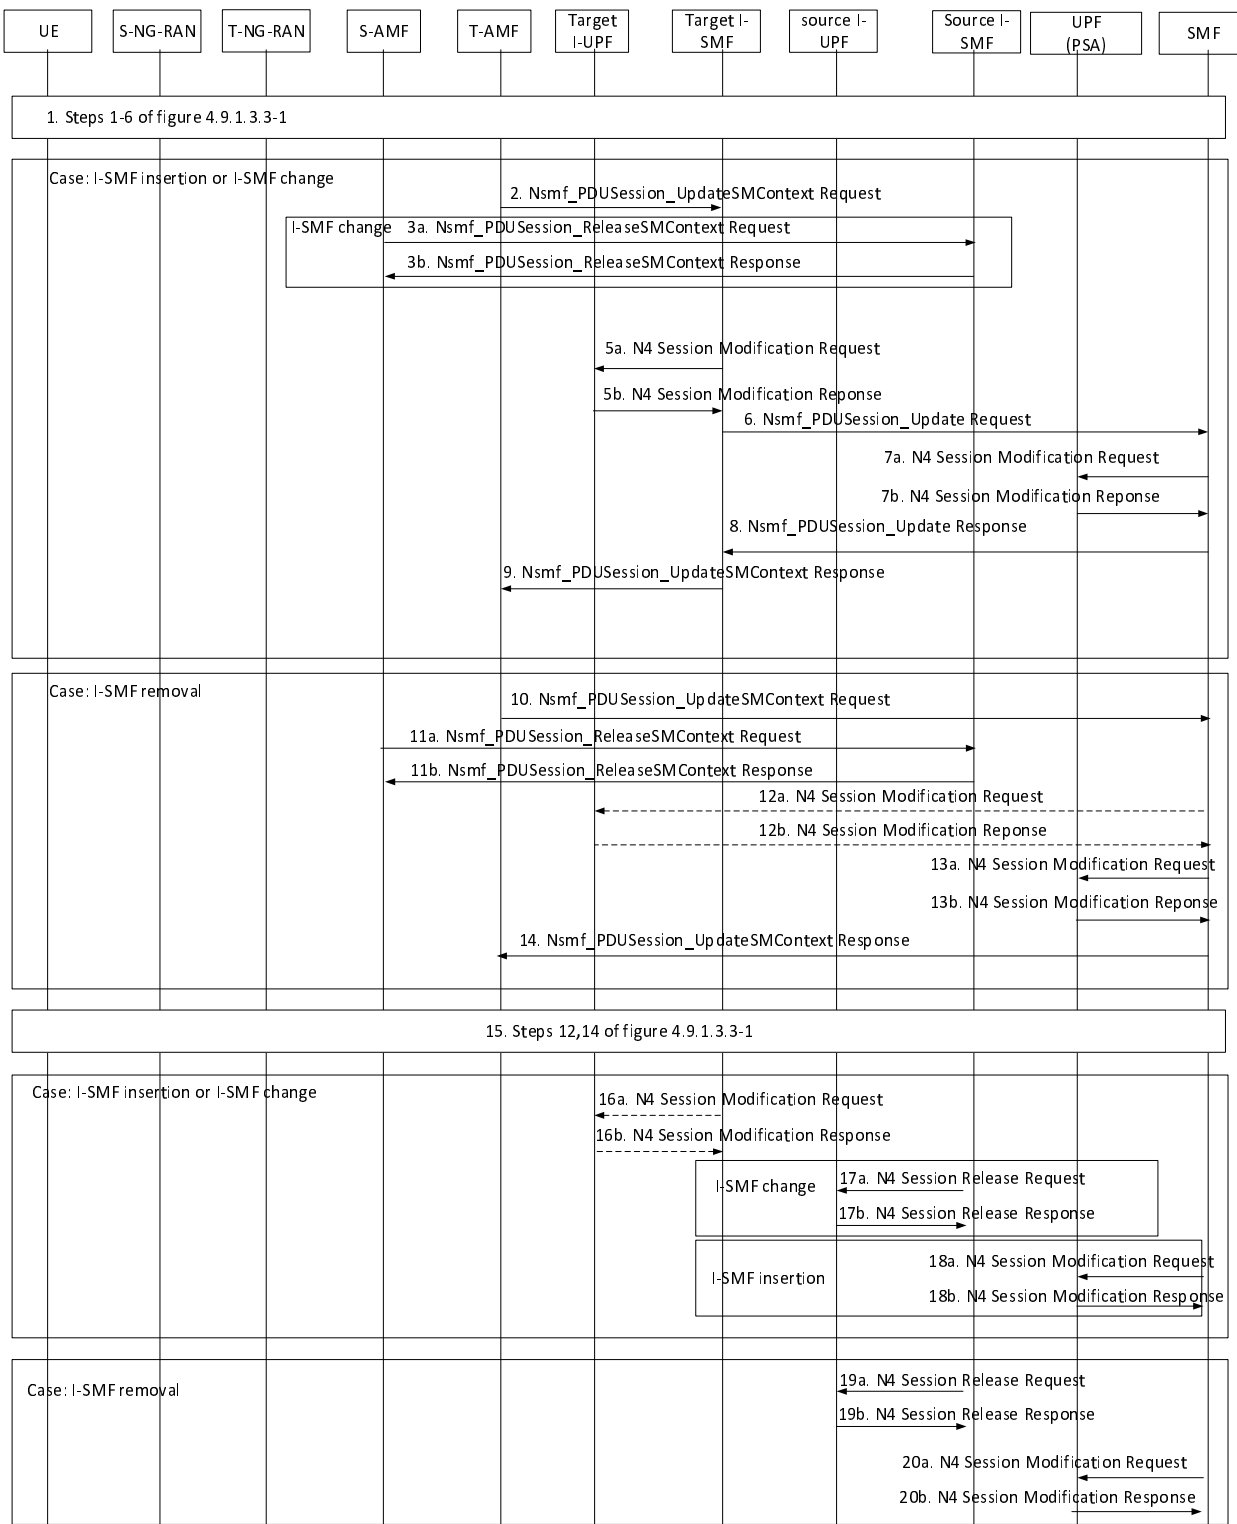 UE
S-NG-RAN
T-NG-RAN
S-AMF
T-AMF
Target
I-UPF
Target I-
SMF
source I-
UPF
Source I-
SMF
UPF
(PSA)
SMF
1. Steps 1-6 of figure 4.9.1.3.3-1
Case: I-SMF insertion or I-SMF change
2. Nsmf_PDUSession_UpdateSMContext Request
I-SMF change
3a. Nsmf_PDUSession_ReleaseSMContext Request
3b. Nsmf_PDUSession_ReleaseSMContext Response
5a. N4 Session Modification Request
5b. N4 Session Modification Reponse
6. Nsmf_PDUSession_Update Request
7a. N4 Session Modification Request
7b. N4 Session Modification Reponse
8. Nsmf_PDUSession_Update Response
9. Nsmf_PDUSession_UpdateSMContext Response
Case: I-SMF removal
10. Nsmf_PDUSession_UpdateSMContext Request
11a. Nsmf_PDUSession_ReleaseSMContext Request
11b. Nsmf_PDUSession_ReleaseSMContext Response
12a. N4 Session Modification Request
12b. N4 Session Modification Reponse
13a. N4 Session Modification Request
13b. N4 Session Modification Reponse
14. Nsmf_PDUSession_UpdateSMContext Response
15. Steps 12,14 of figure 4.9.1.3.3-1
Case: I-SMF insertion or I-SMF change
16a. N4 Session Modification Request
16b. N4 Session Modification Response
I-SMF change
17a. N4 Session Release Request
17b. N4 Session Release Response
I-SMF insertion
18a. N4 Session Modification Request
18b. N4 Session Modification Response
Case: I-SMF removal
19a. N4 Session Release Request
19b. N4 Session Release Response
20a. N4 Session Modification Request
20b. N4 Session Modification Response